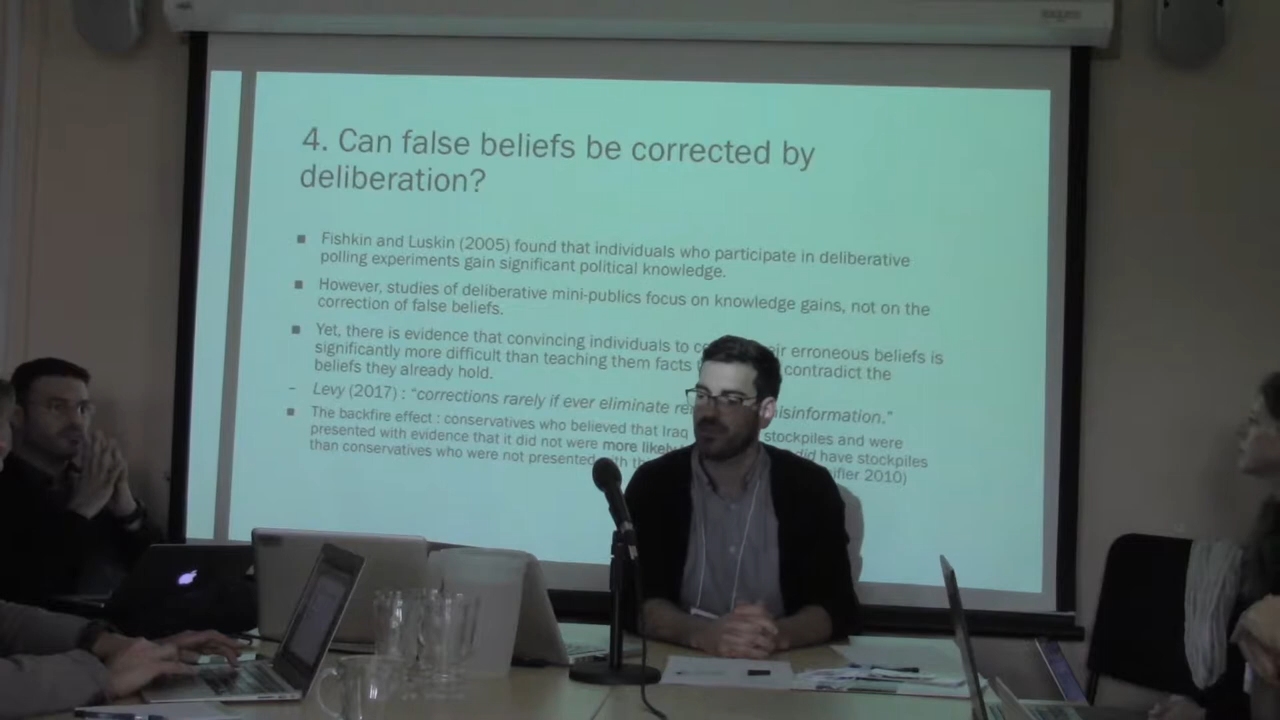 4. Can false beliefs be corrected by
deliberation?
■ Fishkin and Luskin (2005) found that individuals who participate in deliberative
polling experiments gain significant political knowledge.
■ However, studies of deliberative mini-publics focus on knowledge gains, not on the
correction of false beliefs.
■ Yet, there is evidence that convincing individuals to erroneous beliefs is
significantly more difficult than teaching them facts contradict the
beliefs they already hold.
– Levy (2017) : “corrections rarely if ever eliminate misinformation.”
■ The backfire effect : conservatives who believed that Iraq stockpiles and were
presented with evidence that it did not were more likely did have stockpiles
than conservatives who were not presented 2010)